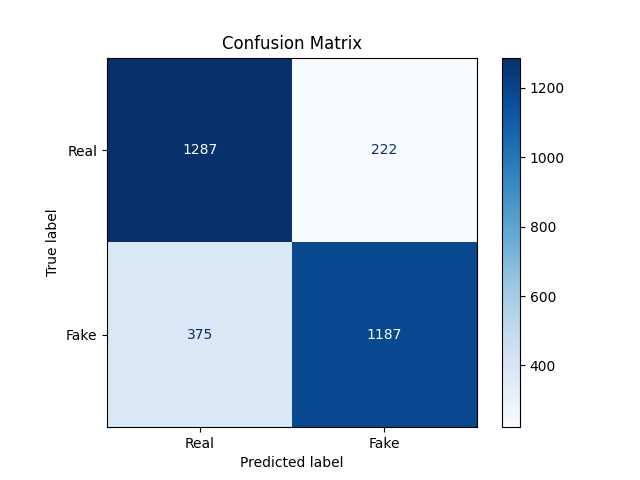 Confusion Matrix
1200
Real 1287 222
1000
True label
800
600
Fake 375 1187
400
Real Fake
Predicted label